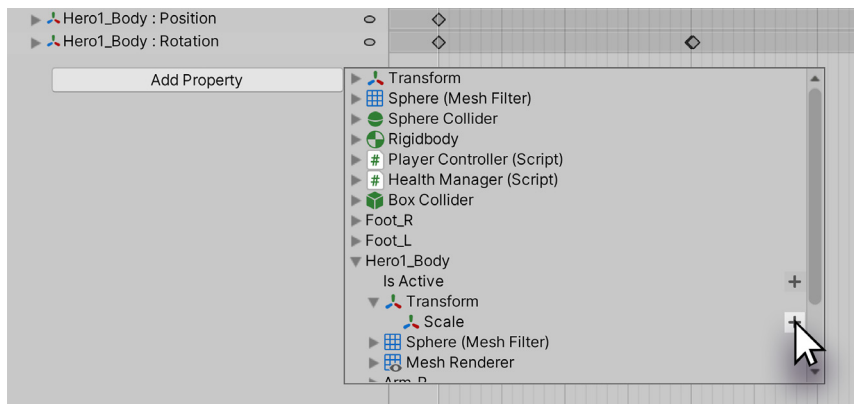 Hero1_Body : Position
Hero1_Body : Rotation
Add Property
Transform
Sphere (Mesh Filter)
Sphere Collider
Rigidbody
# Player Controller (Script)
# Health Manager (Script)
Box Collider
Foot_R
Foot_L
Hero1_Body
Is Active +
Transform
Scale +
Sphere (Mesh Filter)
Mesh Renderer
Arm_R